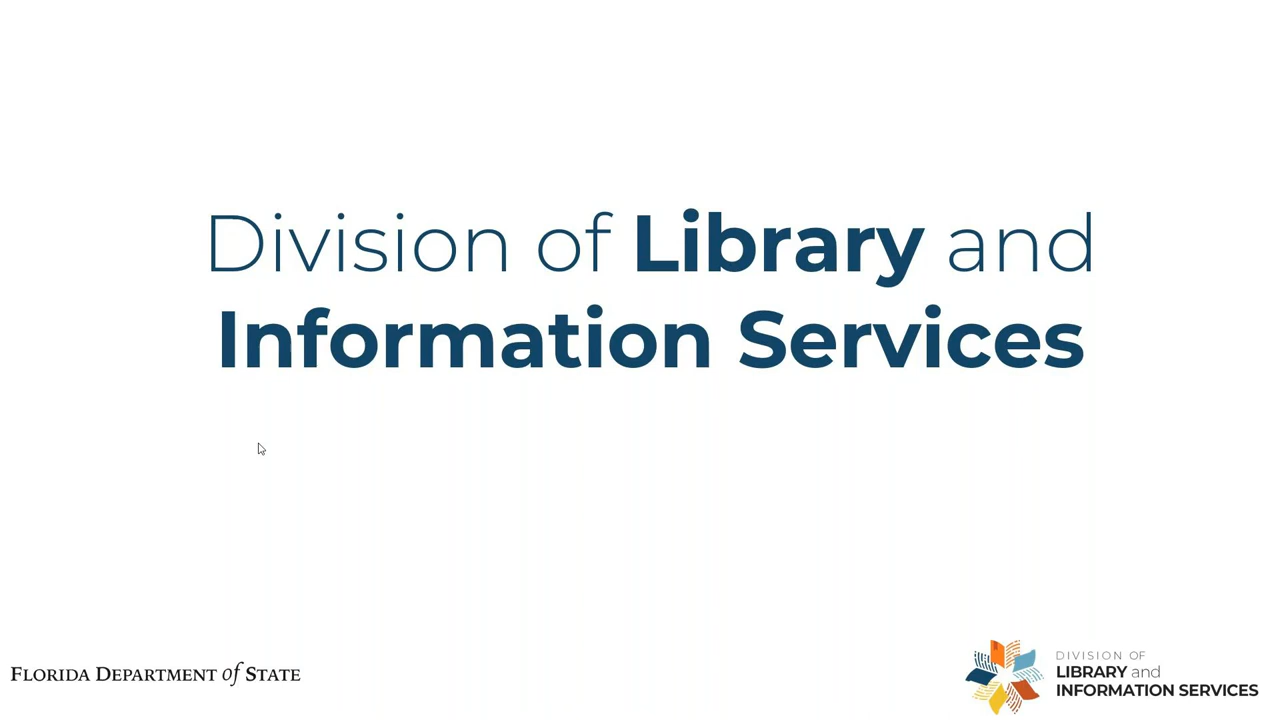 Division of Library and
Information Services
FLORIDA DEPARTMENT of STATE
DIVISION OF
LIBRARY and
INFORMATION SERVICES